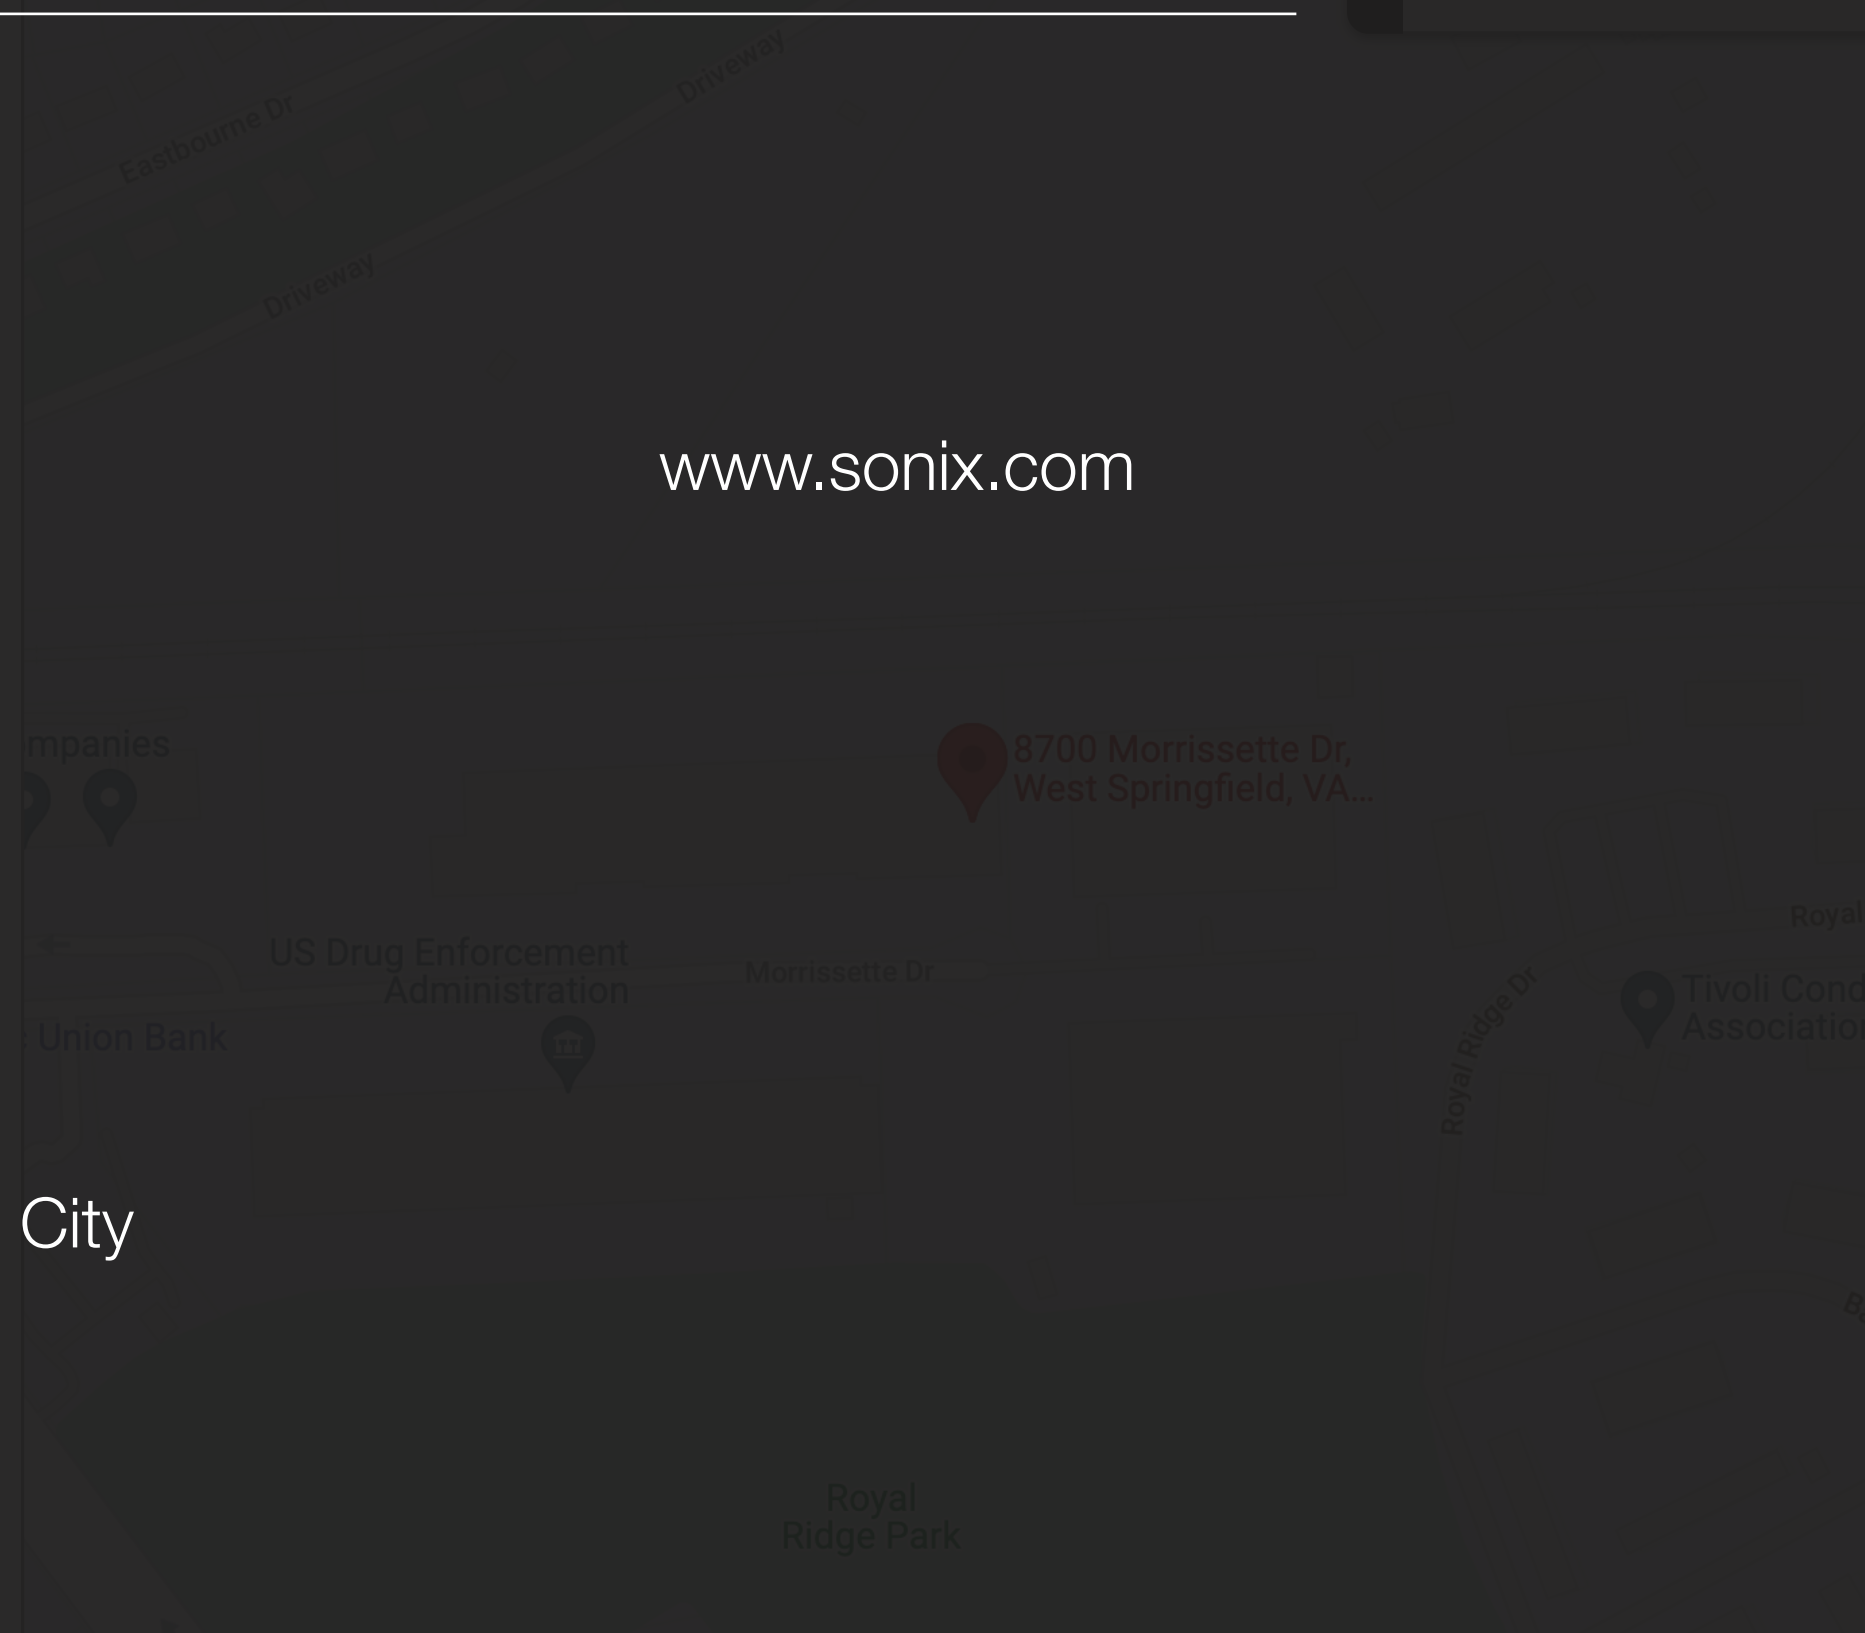 Driveway
Eastbourne Dr
Driveway
www.sonix.com
mpanies
8700 Morrissette Dr,
West Springfield, VA...
Royal
US Drug Enforcement
Administration
Morrissette Dr
Royal Ridge Dr
Tivoli Cond
Associatio
Union Bank
City
Royal
Ridge Park